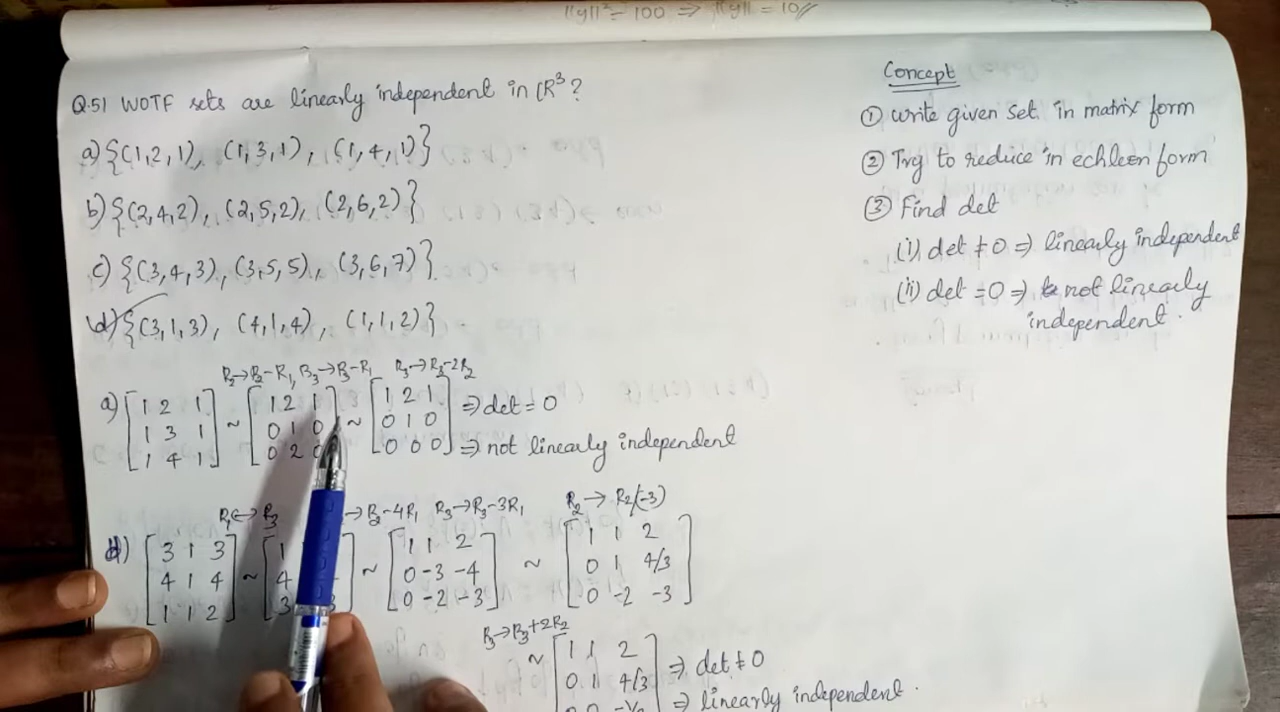 ||y||² = 100 => ||y|| = 10//
Q.51 WOTF sets are linearly independent in ℝ³?
a) {(1,2,1), (1,3,1), (1,4,1)}
b) {(2,4,2), (2,5,2), (2,6,2)}
c) {(3,4,3), (3,5,5), (3,6,7)}
d) {(3,1,3), (4,1,4), (1,1,2)}
R₂→R₂-R₁, R₃→R₃-R₁ R₃→R₃-2R₂
a) [1 2 1 ~ [1 2 1 ~ [1 2 1 => det = 0
1 3 1 0 1 0 0 1 0
1 4 1] 0 2 0 0 0 0] => not linearly independent
R₁↔R₃ →R₂-4R₁ R₃→R₃-3R₁ R₂→R₂/(-3)
d) [3 1 3 [1 [1 1 2 [1 1 2
4 1 4 ~ 4 ~ 0 -3 -4 ~ 0 1 4/3
1 1 2] 3 0 -2 -3] 0 -2 -3]
R₃→R₃+2R₂
~ [1 1 2 => det ≠ 0
0 1 4/3
0 0 => linearly independent.
Concept
① Write given set in matrix form
② Try to reduce in echleon form
③ Find det
(i) det ≠ 0 => linearly independent
(ii) det = 0 => not linearly
independent.